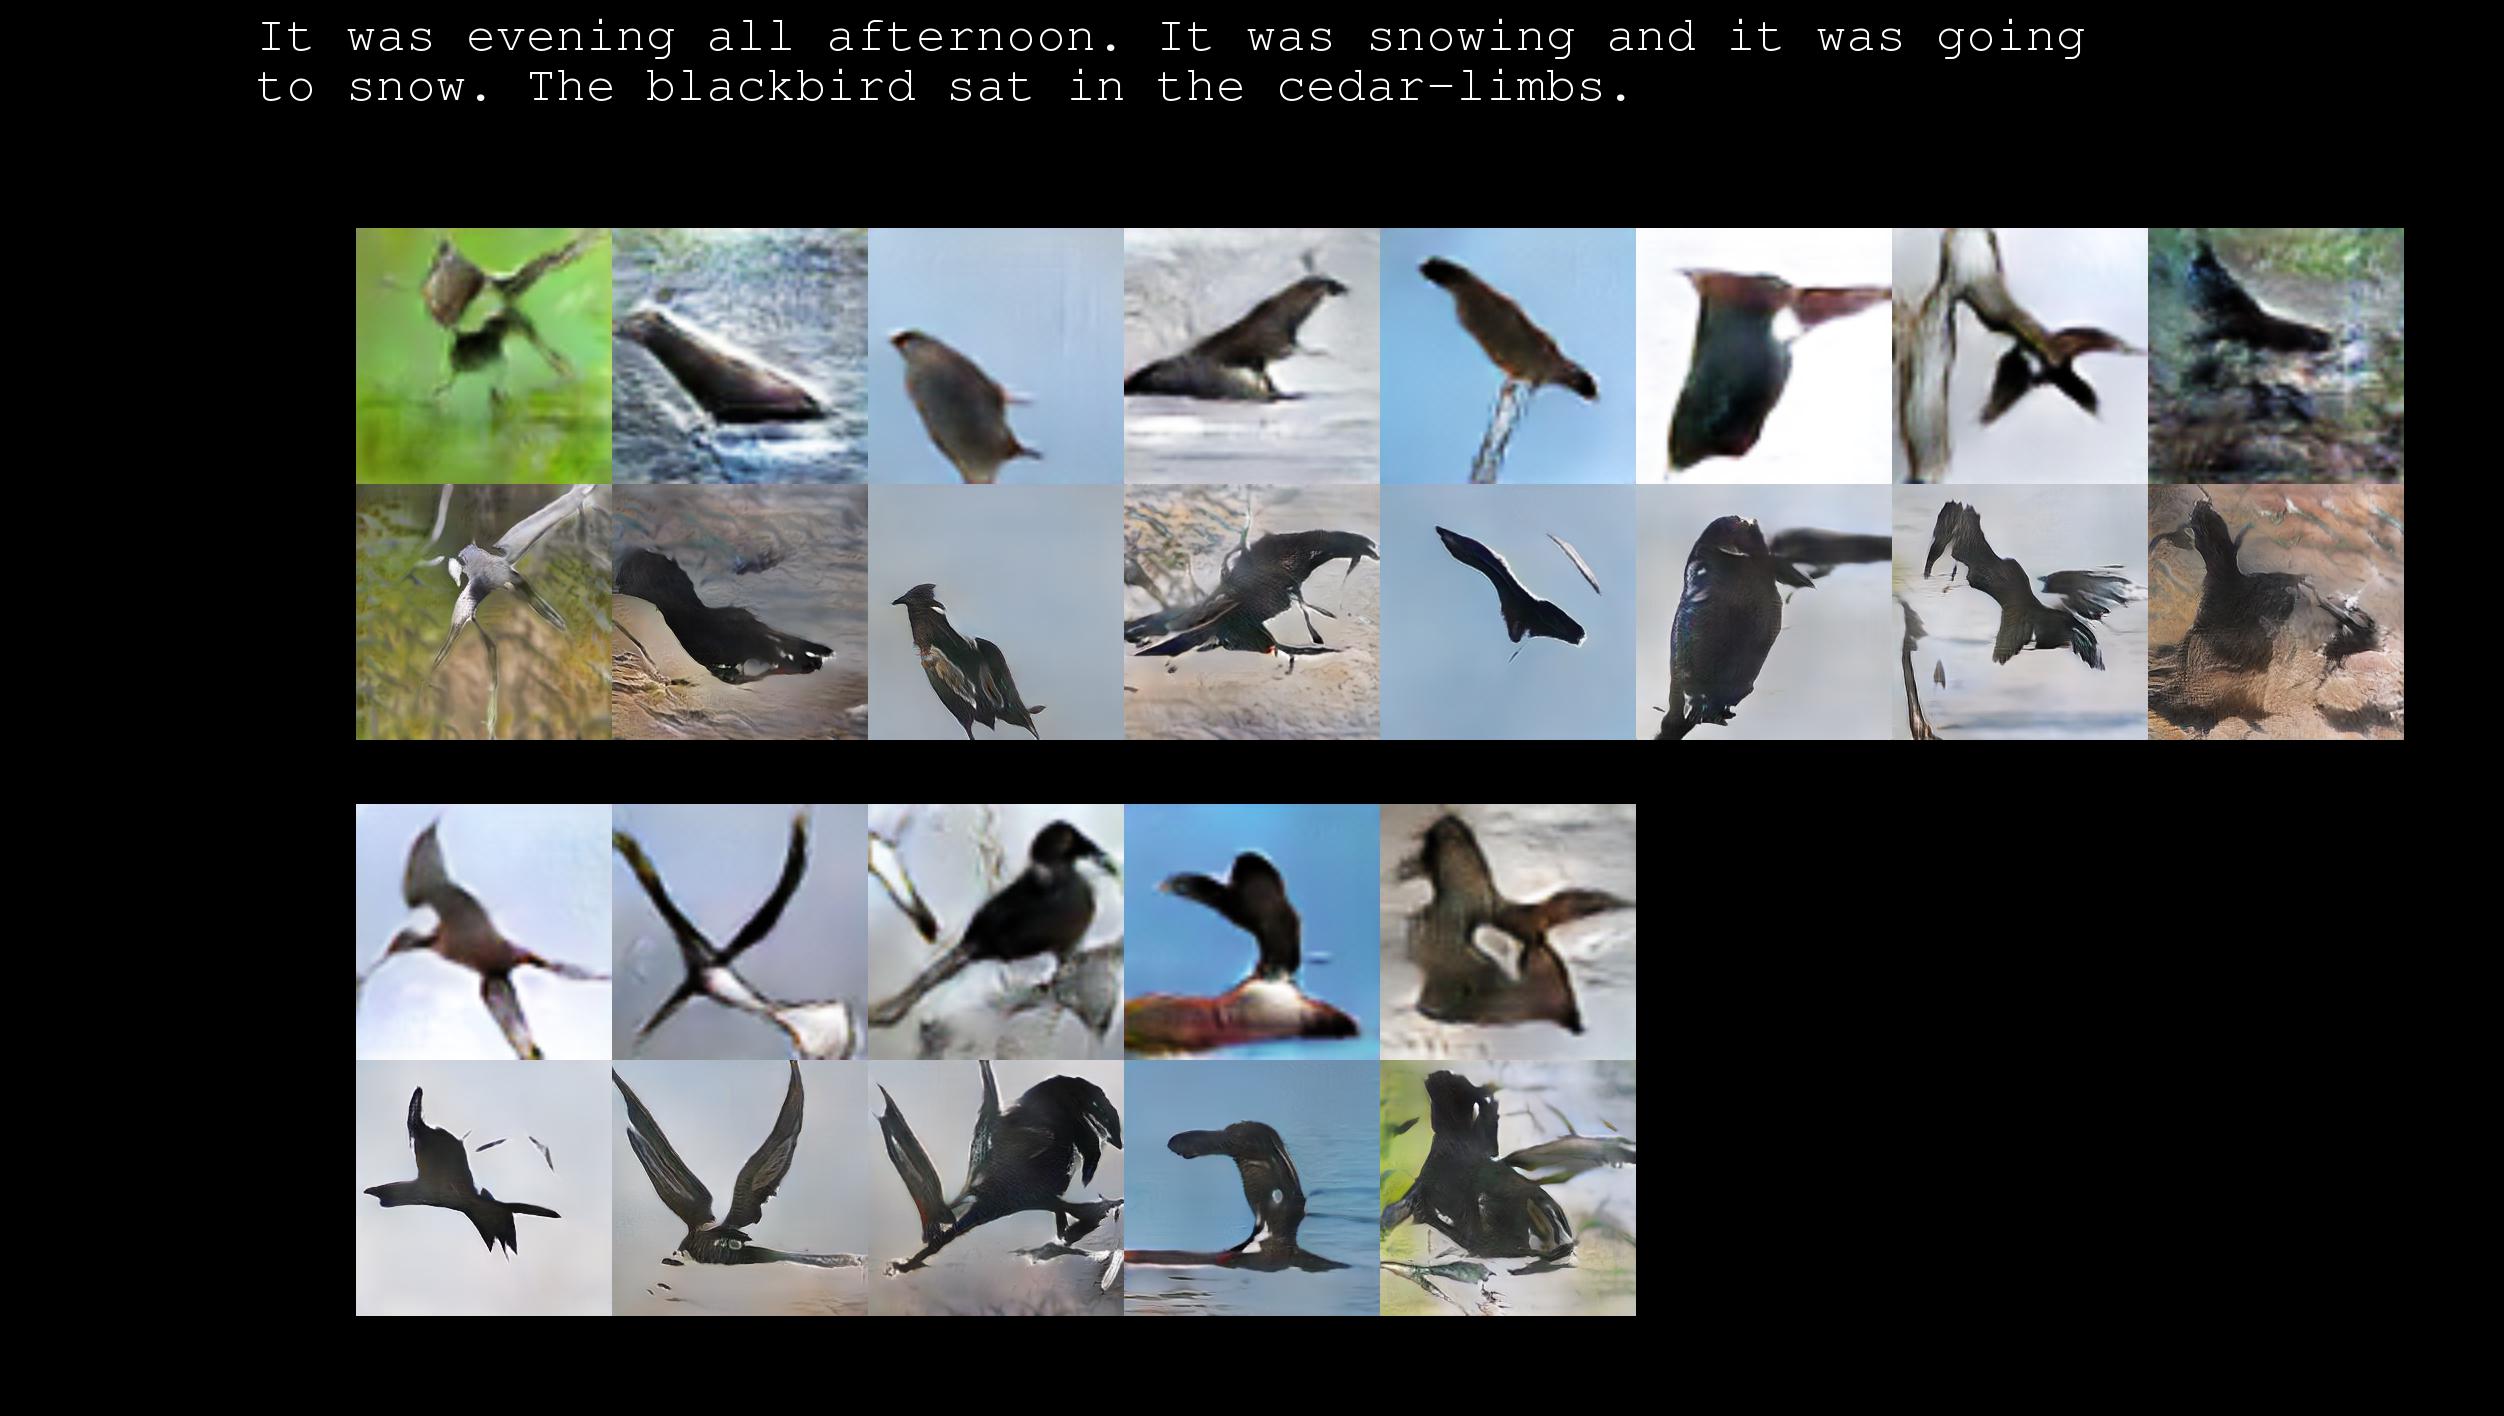 It was evening all afternoon. It was snowing and it was going
to snow. The blackbird sat in the cedar-limbs.